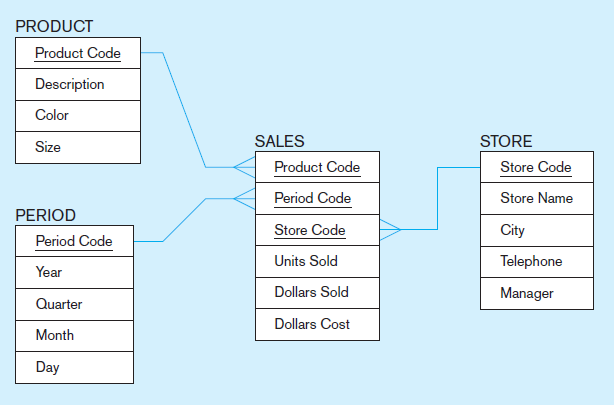 PRODUCT
Product Code
Description
Color
Size
PERIOD
Period Code
Year
Quarter
Month
Day
SALES
Product Code
Period Code
Store Code
Units Sold
Dollars Sold
Dollars Cost
STORE
Store Code
Store Name
City
Telephone
Manager